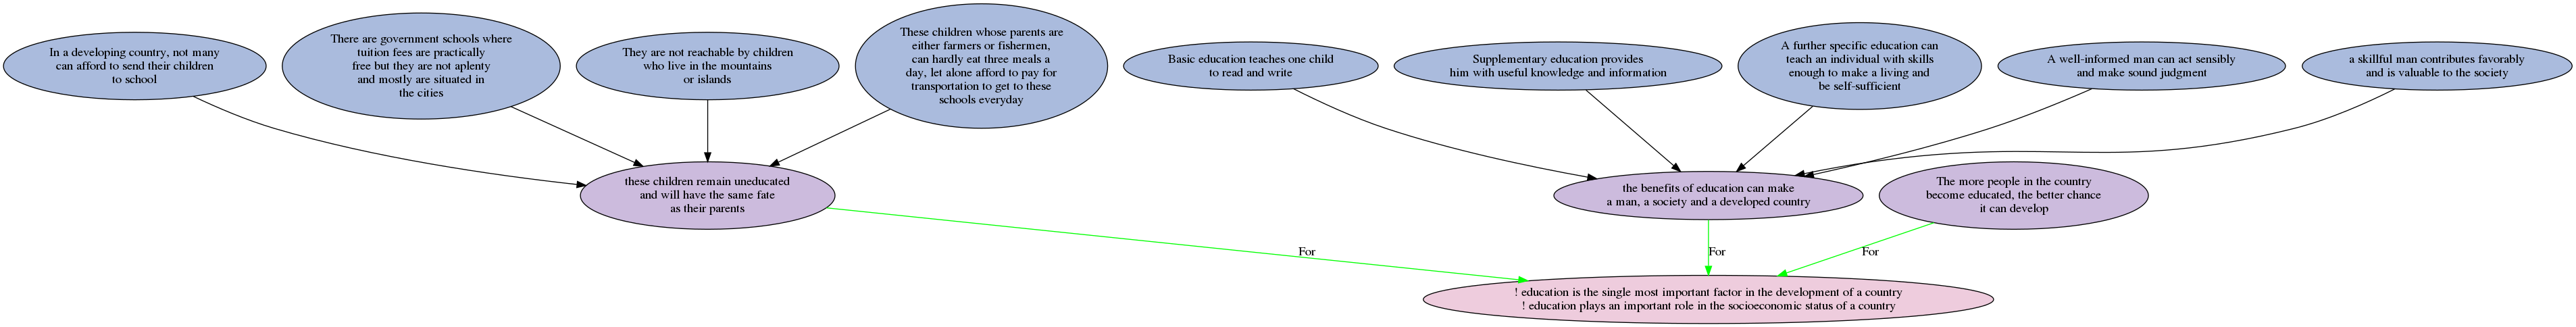 In a developing country, not many
can afford to send their children
to school
There are government schools where
tuition fees are practically
free but they are not aplenty
and mostly are situated in
the cities
They are not reachable by children
who live in the mountains
or islands
These children whose parents are
either farmers or fishermen,
can hardly eat three meals a
day, let alone afford to pay for
transportation to get to these
schools everyday
Basic education teaches one child
to read and write
Supplementary education provides
him with useful knowledge and information
A further specific education can
teach an individual with skills
enough to make a living and
be self-sufficient
A well-informed man can act sensibly
and make sound judgment
a skillful man contributes favorably
and is valuable to the society
these children remain uneducated
and will have the same fate
as their parents
the benefits of education can make
a man, a society and a developed country
The more people in the country
become educated, the better chance
it can develop
For
For
For
! education is the single most important factor in the development of a country
! education plays an important role in the socioeconomic status of a country